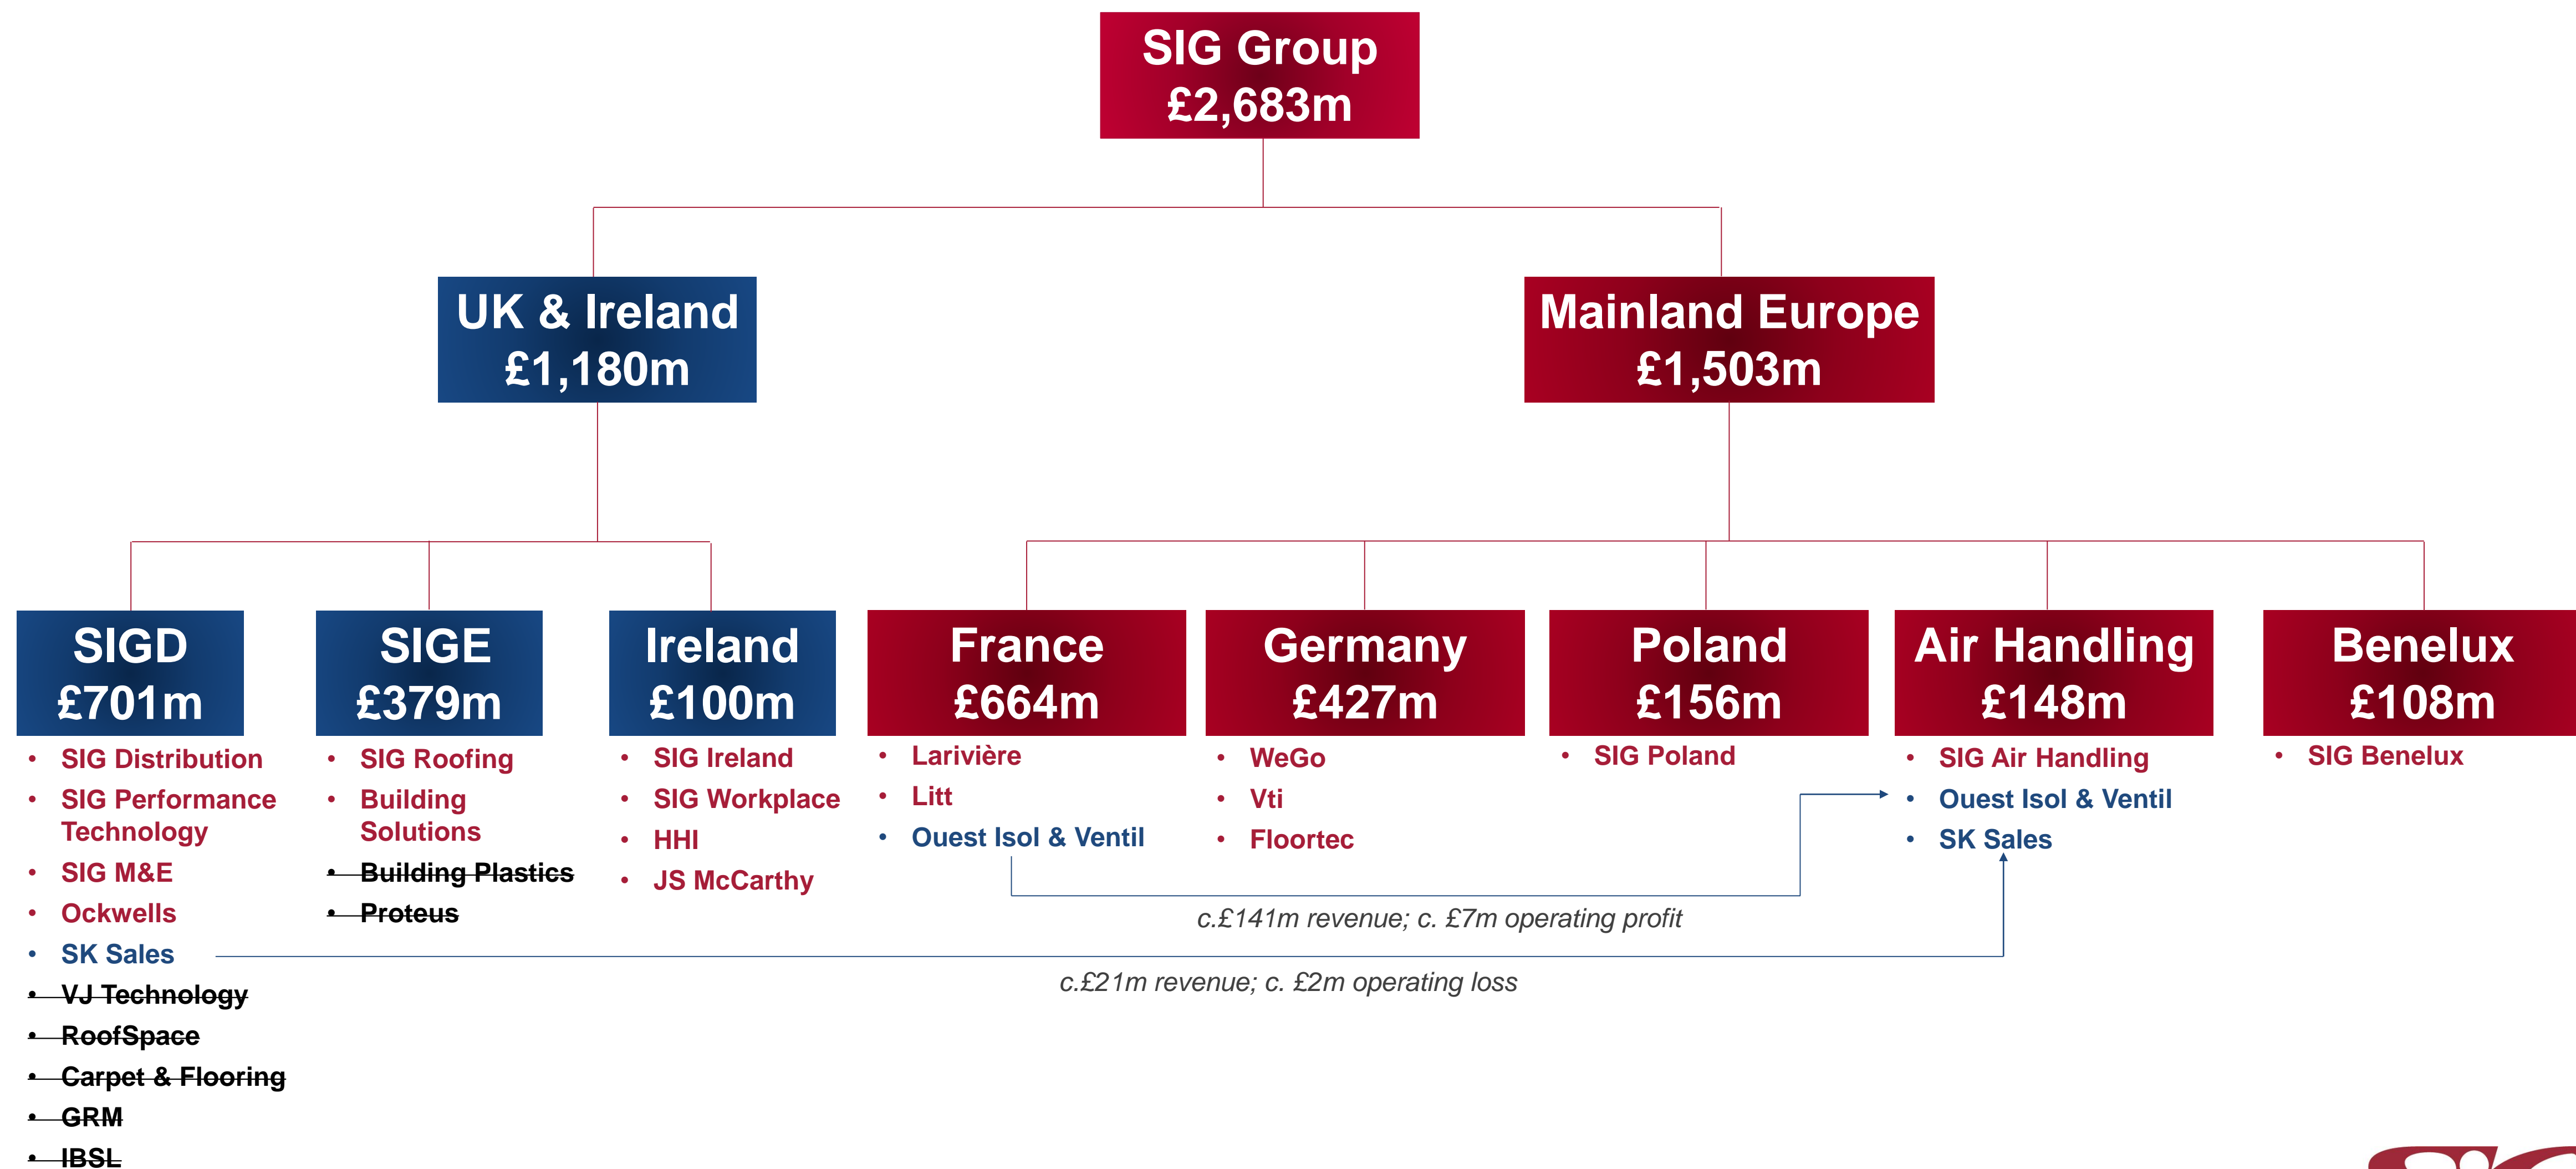 SIG Group
£2,683m
UK & Ireland
£1,180m
Mainland Europe
£1,503m
SIGD
£701m
• SIG Distribution
• SIG Performance
Technology
• SIG M&E
• Ockwells
• SK Sales
• VJ Technology
• RoofSpace
• Carpet & Flooring
• GRM
• IBSL
SIGE
£379m
• SIG Roofing
• Building
Solutions
• Building Plastics
• Proteus
Ireland
£100m
• SIG Ireland
• SIG Workplace
• HHI
• JS McCarthy
France
£664m
• Larivière
• Litt
• Ouest Isol & Ventil
Germany
£427m
• WeGo
• Vti
• Floortec
Poland
£156m
• SIG Poland
Air Handling
£148m
• SIG Air Handling
• Ouest Isol & Ventil
• SK Sales
Benelux
£108m
• SIG Benelux
c.£141m revenue; c. £7m operating profit
c.£21m revenue; c. £2m operating loss